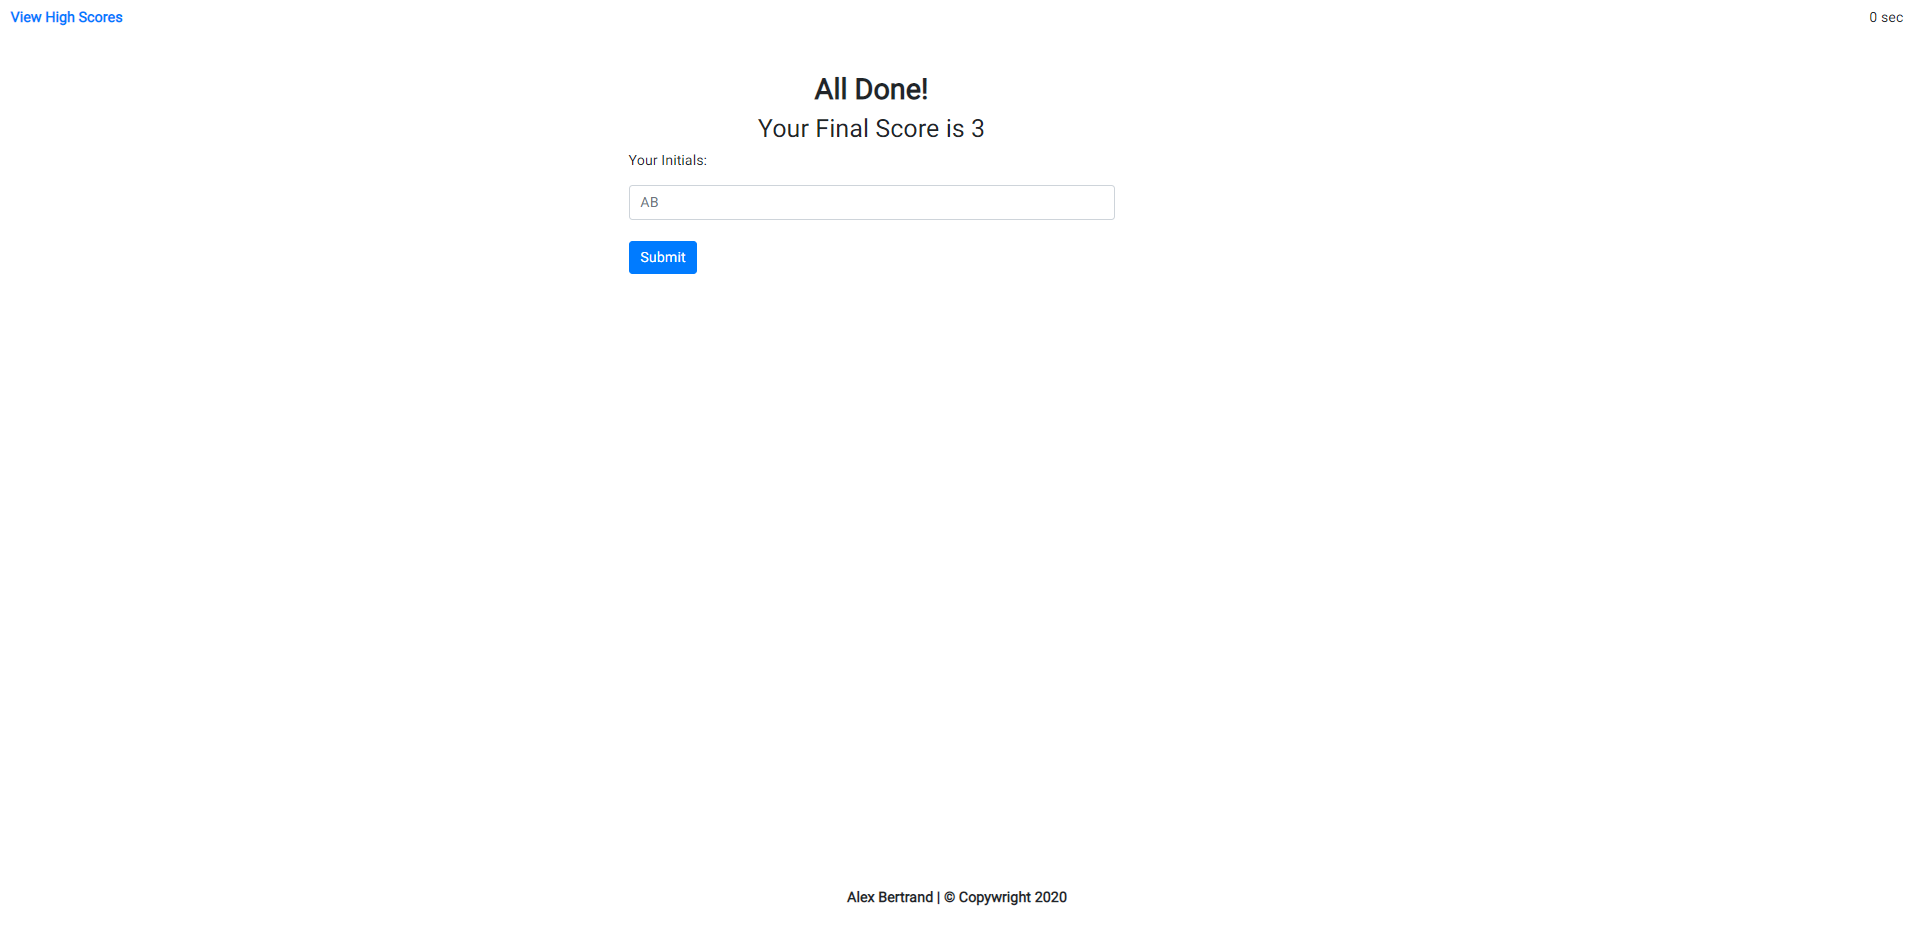 View High Scores
0 sec
All Done!
Your Final Score is 3
Your Initials:
AB
Submit
Alex Bertrand | © Copywright 2020